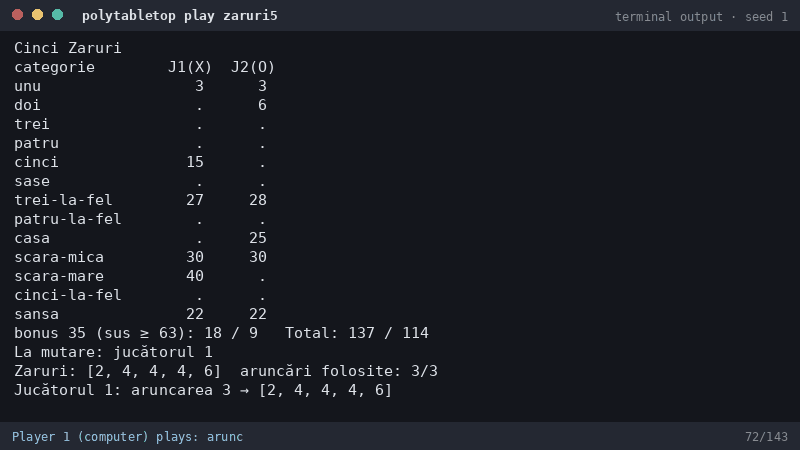 polytabletop play zaruri5
terminal output · seed 1
Cinci Zaruri
categorie        J1(X)  J2(O)
unu                 3      3
doi                 .      6
trei                .      .
patru               .      .
cinci              15      .
sase                .      .
trei-la-fel        27     28
patru-la-fel        .      .
casa                .     25
scara-mica         30     30
scara-mare         40      .
cinci-la-fel        .      .
sansa              22     22
bonus 35 (sus ≥ 63): 18 / 9   Total: 137 / 114
La mutare: jucătorul 1
Zaruri: [2, 4, 4, 4, 6]  aruncări folosite: 3/3
Jucătorul 1: aruncarea 3 → [2, 4, 4, 4, 6]
Player 1 (computer) plays: arunc
72/143